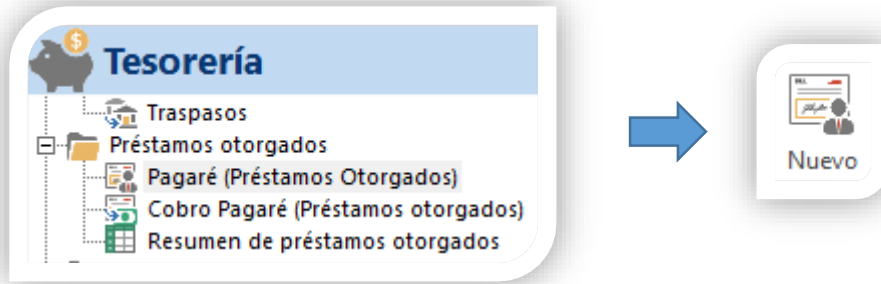 Tesorería
Traspasos
Préstamos otorgados
Pagaré (Préstamos Otorgados)
Cobro Pagaré (Préstamos otorgados)
Resumen de préstamos otorgados
Nuevo